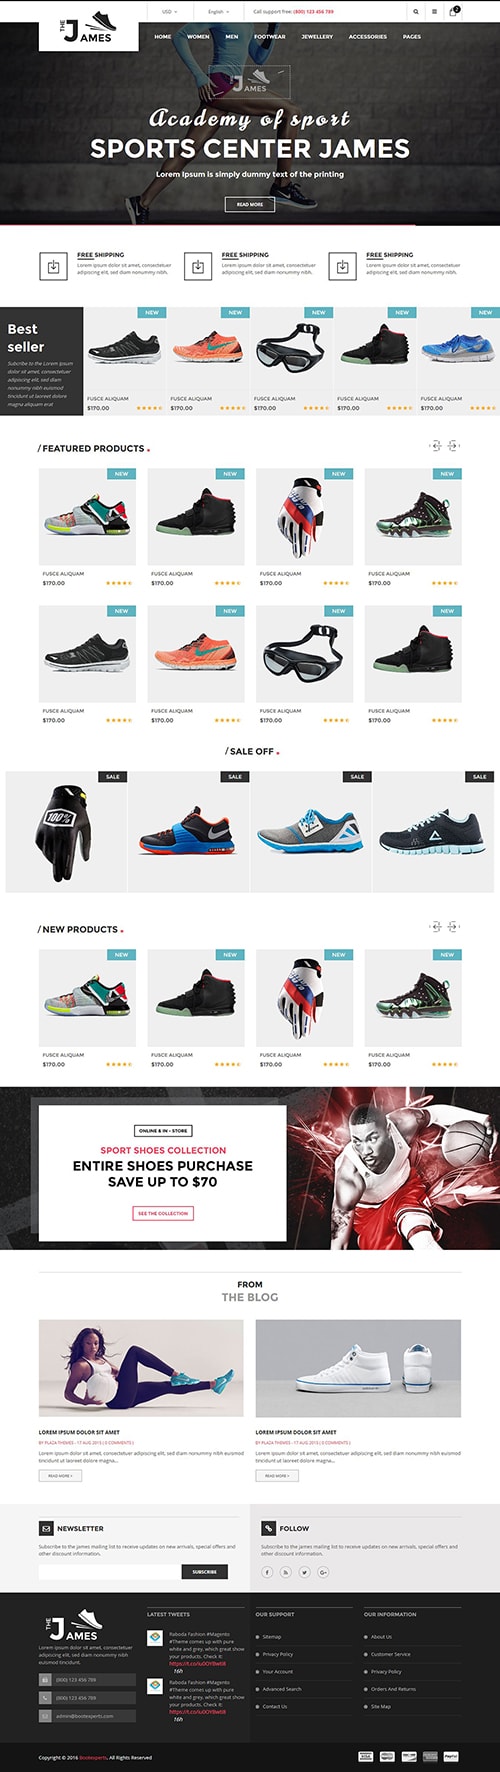 USD
English
Call support free: (800) 123 456 789
2
THE JAMES
HOME WOMEN MEN FOOTWEAR JEWELLERY ACCESSORIES PAGES
THE JAMES
Academy of sport
SPORTS CENTER JAMES
Lorem Ipsum is simply dummy text of the printing
READ MORE
FREE SHIPPING
Lorem ipsum dolor sit amet, consectetuer
adipiscing elit, sed diam nonummy nibh.
FREE SHIPPING
Lorem ipsum dolor sit amet, consectetuer
adipiscing elit, sed diam nonummy nibh.
FREE SHIPPING
Lorem ipsum dolor sit amet, consectetuer
adipiscing elit, sed diam nonummy nibh.
Best
seller
Subcribe to the Lorem ipsum
dolor sit amet, consectetuer
adipiscing elit, sed
diam nonummy euismod
tincidunt ut laoreet dolore
magna aliquam erat
NEW NEW NEW NEW NEW
FUSCE ALIQUAM FUSCE ALIQUAM FUSCE ALIQUAM FUSCE ALIQUAM FUSCE ALIQUAM
$170.00 $170.00 $170.00 $170.00 $170.00
/ FEATURED PRODUCTS .
NEW NEW NEW NEW
FUSCE ALIQUAM FUSCE ALIQUAM FUSCE ALIQUAM FUSCE ALIQUAM
$170.00 $170.00 $170.00 $170.00
NEW NEW NEW NEW
FUSCE ALIQUAM FUSCE ALIQUAM FUSCE ALIQUAM FUSCE ALIQUAM
$170.00 $170.00 $170.00 $170.00
/ SALE OFF .
SALE SALE SALE SALE
100%
/ NEW PRODUCTS .
NEW NEW NEW NEW
FUSCE ALIQUAM FUSCE ALIQUAM FUSCE ALIQUAM FUSCE ALIQUAM
$170.00 $170.00 $170.00 $170.00
ONLINE & IN - STORE
SPORT SHOES COLLECTION
ENTIRE SHOES PURCHASE
SAVE UP TO $70
SEE THE COLLECTION
FROM
THE BLOG
LOREM IPSUM DOLOR SIT AMET
BY PLAZA THEMES - 17 AUG 2015 ( 0 COMMENTS )
Lorem ipsum dolor sit amet, consectetuer adipiscing elit, sed diam nonummy nibh euismod
tincidunt ut laoreet dolore magna...
READ MORE >
LOREM IPSUM DOLOR SIT AMET
BY PLAZA THEMES - 17 AUG 2015 ( 0 COMMENTS )
Lorem ipsum dolor sit amet, consectetuer adipiscing elit, sed diam nonummy nibh euismod
tincidunt ut laoreet dolore magna...
READ MORE >
NEWSLETTER
Subscribe to the james mailing list to receive updates on new arrivals, special offers and
other discount information.
SUBSCRIBE
FOLLOW
Subscribe to the james mailing list to receive updates on new arrivals, special offers and
other discount information.
THE JAMES
Lorem ipsum dolor sit amet,
consectetuer adipiscing elit, sed
diam nonummy nibh.
(800) 123 456 789
(800) 123 456 789
admin@bootexperts.com
LATEST TWEETS
Raboda Fashion #Magento
#Theme comes up with pure
white and grey, which great show
your products. Check it:
16h
Raboda Fashion #Magento
#Theme comes up with pure
white and grey, which great show
your products. Check it:
16h
OUR SUPPORT
Sitemap
Privacy Policy
Your Account
Advanced Search
Contact Us
OUR INFORMATION
About Us
Customer Service
Privacy Policy
Orders And Returns
Site Map
Copyright © 2016 Bootexperts. All Rights Reserved